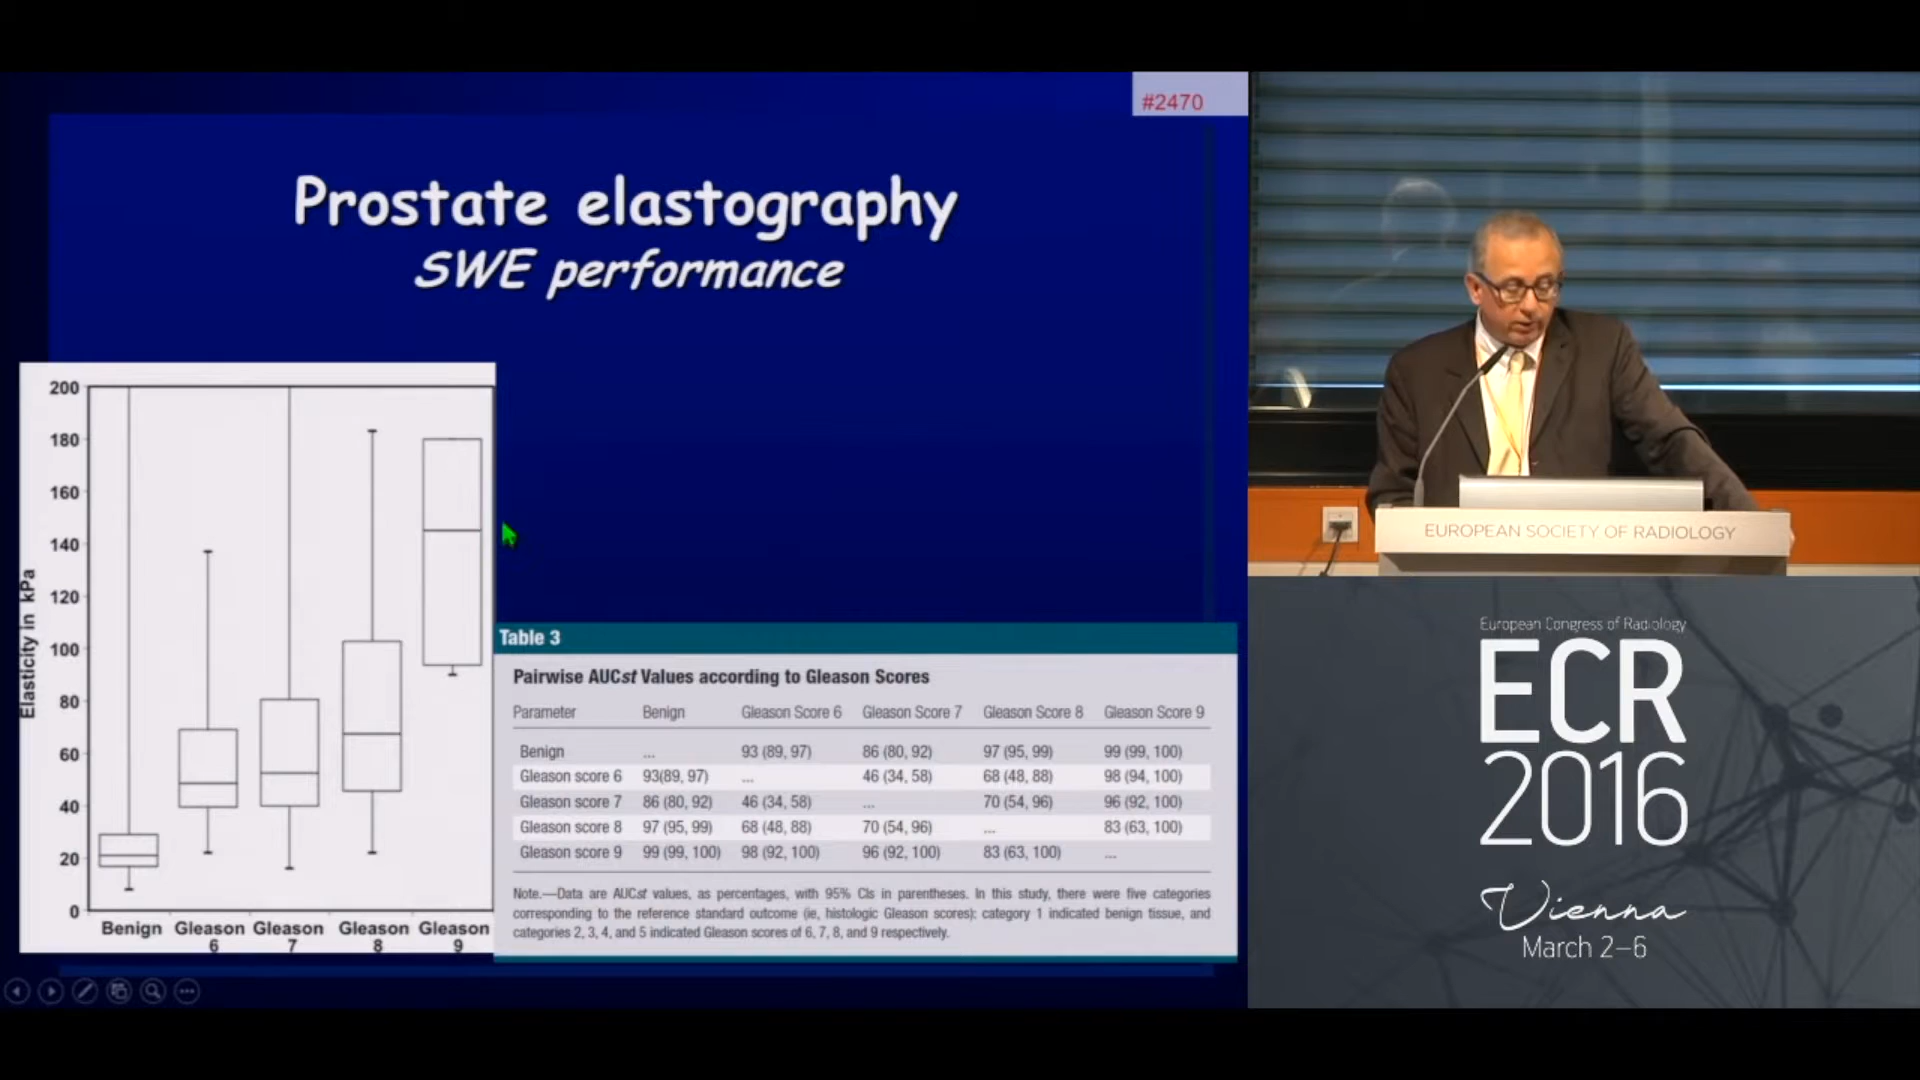 #2470
Prostate elastography
SWE performance
200
180
160
140
120
100
80
60
40
20
0
Elasticity in kPa
Benign Gleason Gleason Gleason Gleason
6 7 8 9
Table 3
Pairwise AUCst Values according to Gleason Scores
Parameter Benign Gleason Score 6 Gleason Score 7 Gleason Score 8 Gleason Score 9
Benign ... 93 (89, 97) 86 (80, 92) 97 (95, 99) 99 (99, 100)
Gleason score 6 93(89, 97) ... 46 (34, 58) 68 (48, 88) 98 (94, 100)
Gleason score 7 86 (80, 92) 46 (34, 58) ... 70 (54, 96) 96 (92, 100)
Gleason score 8 97 (95, 99) 68 (48, 88) 70 (54, 96) ... 83 (63, 100)
Gleason score 9 99 (99, 100) 98 (92, 100) 96 (92, 100) 83 (63, 100) ...
Note.—Data are AUCst values, as percentages, with 95% CIs in parentheses. In this study, there were five categories
corresponding to the reference standard outcome (ie, histologic Gleason scores): category 1 indicated benign tissue, and
categories 2, 3, 4, and 5 indicated Gleason scores of 6, 7, 8, and 9 respectively.
EUROPEAN SOCIETY OF RADIOLOGY
European Congress of Radiology
ECR
2016
Vienna
March 2–6